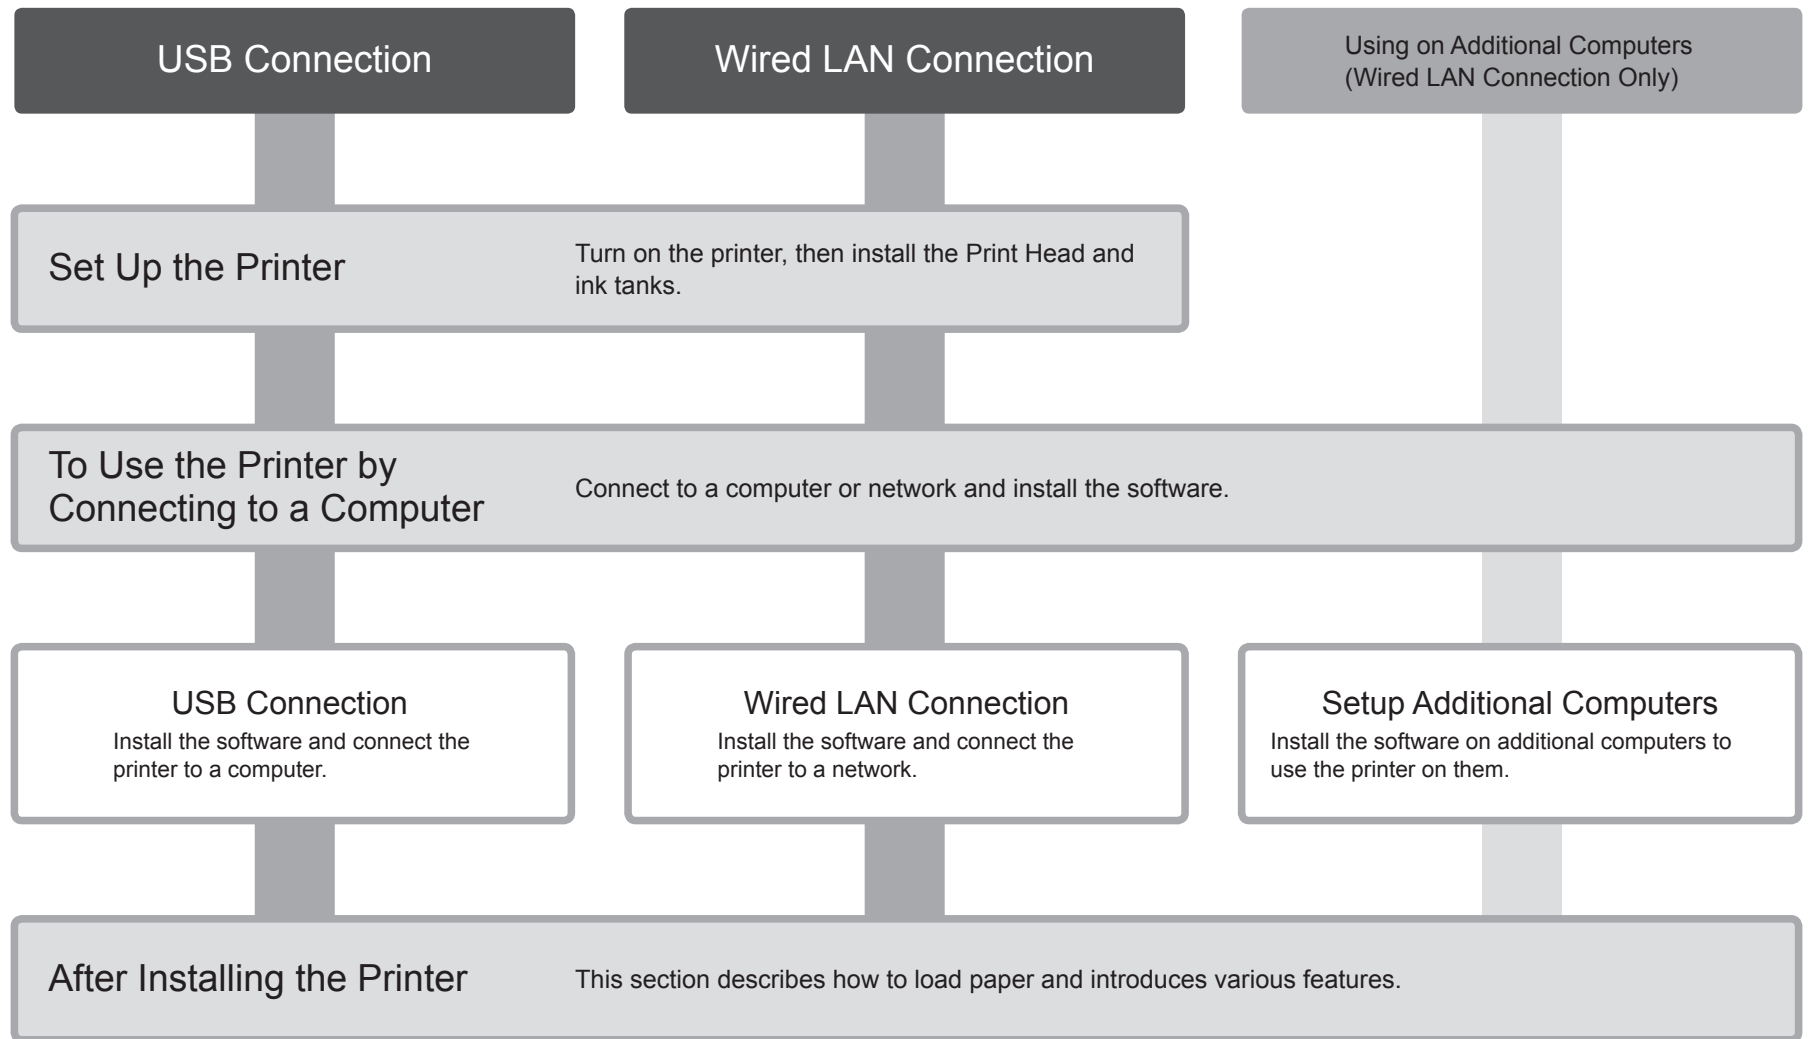 USB Connection
Wired LAN Connection
Using on Additional Computers
(Wired LAN Connection Only)
Set Up the Printer
Turn on the printer, then install the Print Head and
ink tanks.
To Use the Printer by
Connecting to a Computer
Connect to a computer or network and install the software.
USB Connection
Install the software and connect the
printer to a computer.
Wired LAN Connection
Install the software and connect the
printer to a network.
Setup Additional Computers
Install the software on additional computers to
use the printer on them.
After Installing the Printer
This section describes how to load paper and introduces various features.